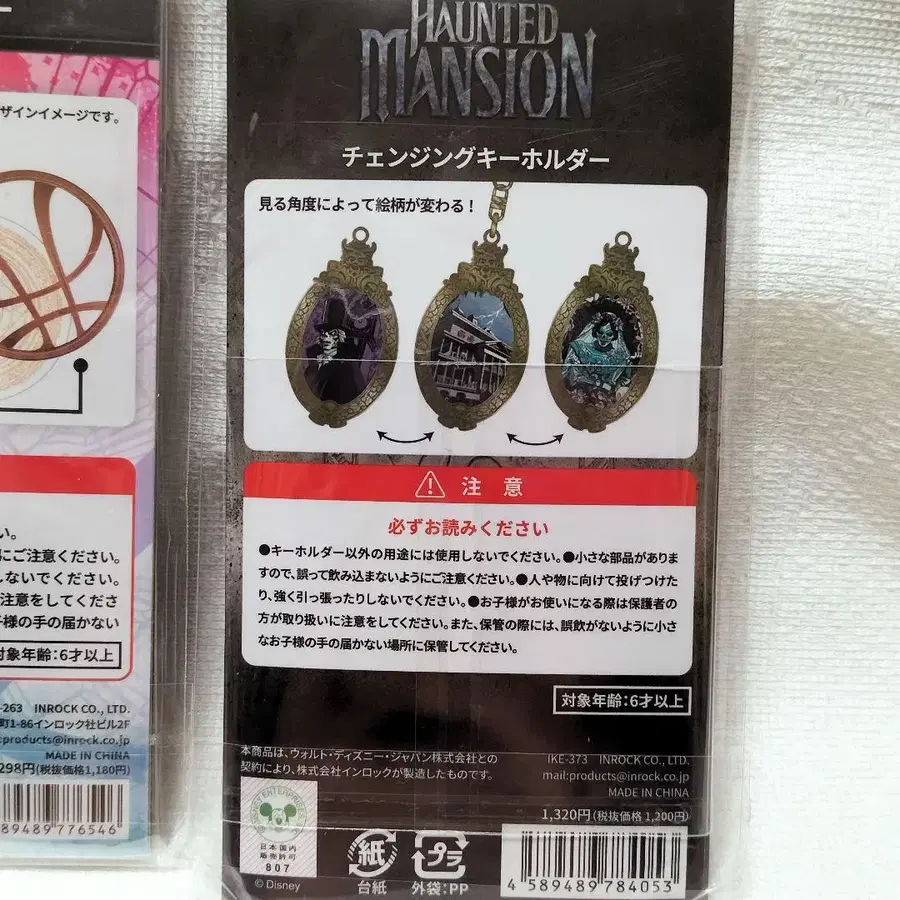 ザインイメージです。
い。
にご注意ください。
しないでください。
注意をしてくださ
子様の手の届かない
対象年齢：6才以上
-263 INROCK CO., LTD.
町1-86インロック社ビル2F
:products@inrock.co.jp
MADE IN CHINA
298円(税抜価格1,180円)
89489 776546
HAUNTED
MANSION
チェンジングキーホルダー
見る角度によって絵柄が変わる！
注 意
必ずお読みください
●キーホルダー以外の用途には使用しないでください。●小さな部品がありま
すので、誤って飲み込まないようにご注意ください。●人や物に向けて投げつけた
り、強く引っ張ったりしないでください。●お子様がお使いになる際は保護者の
方が取り扱いに注意をしてください。また、保管の際には、誤飲がないように小さ
なお子様の手の届かない場所に保管してください。
対象年齢：6才以上
本商品は、ウォルト・ディズニー・ジャパン株式会社との
契約により、株式会社インロックが製造したものです。
IKE-373 INROCK CO., LTD.
mail:products@inrock.co.jp
MADE IN CHINA
1,320円(税抜価格 1,200円)
日本国内
販売許可
807
© Disney
紙
台紙
プラ
外袋：PP
4 589489 784053